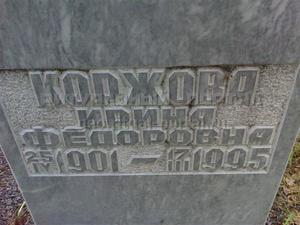 КОРЖОВА
ИРИНА
ФЕДОРОВНА
25 IV 1901 – 17 III 1995